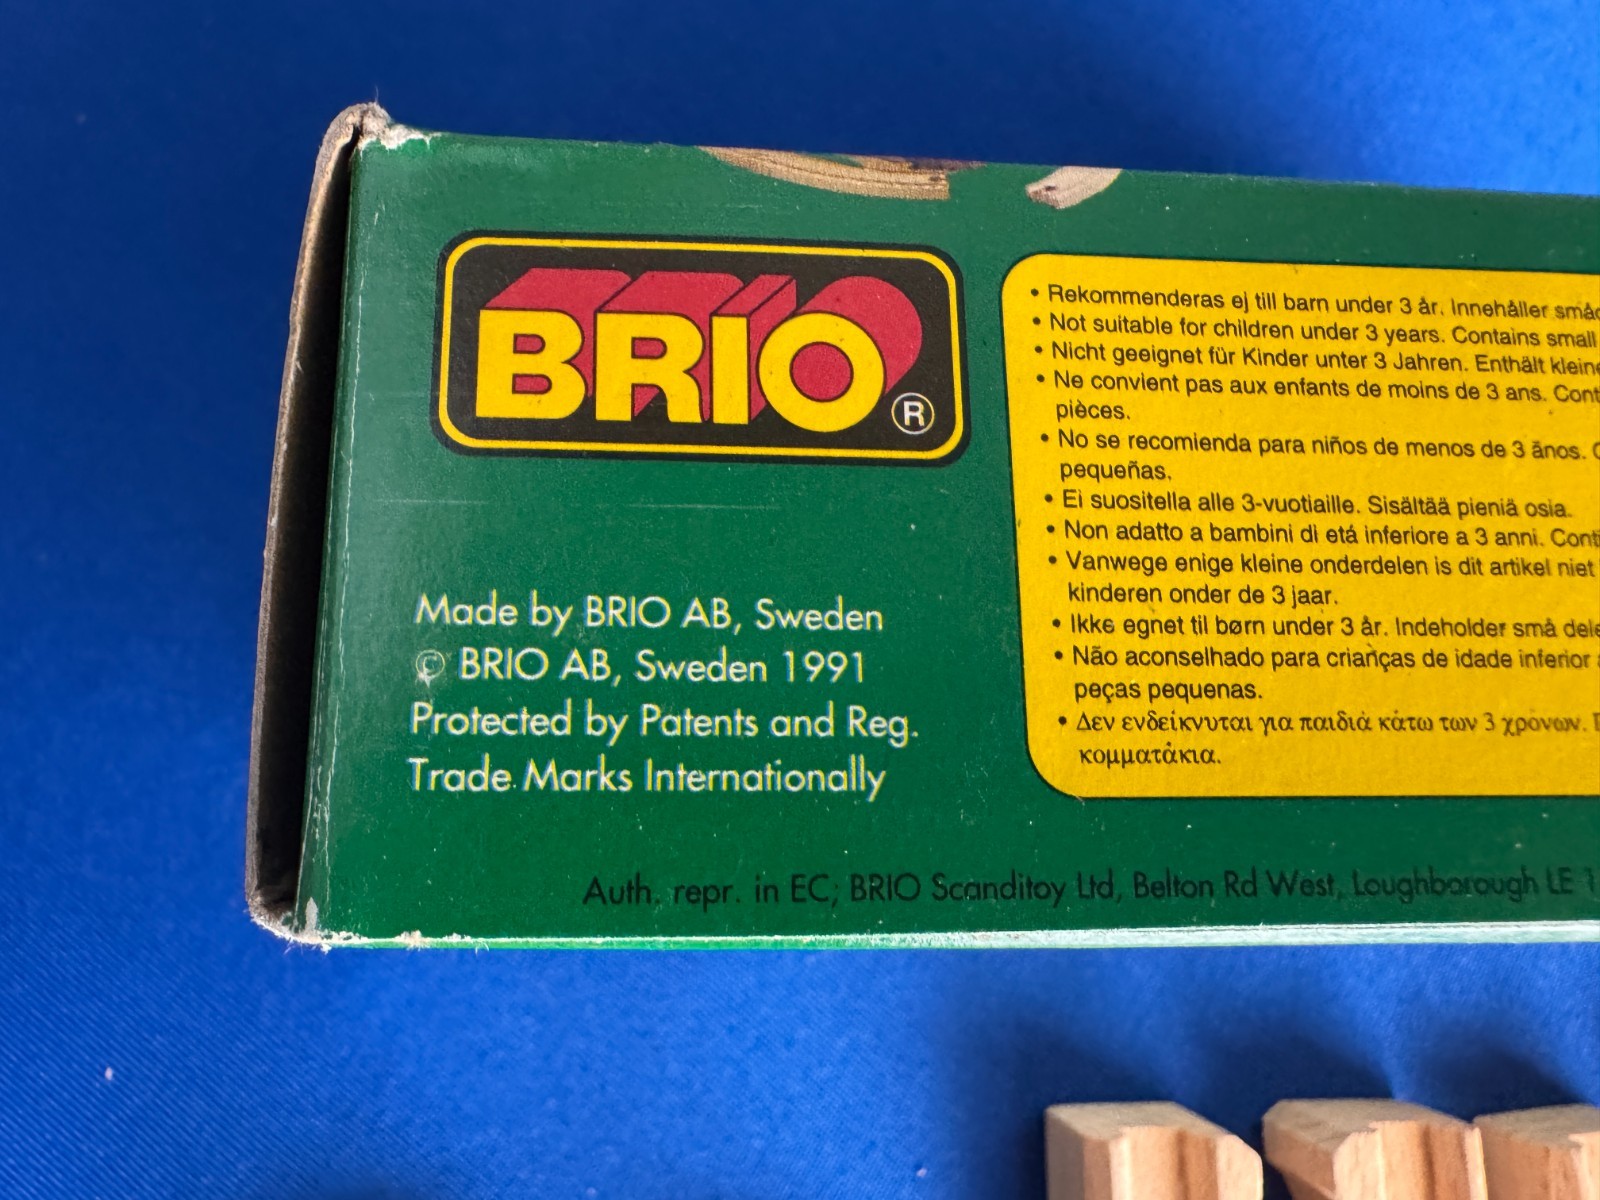 BRIO®
Made by BRIO AB, Sweden
© BRIO AB, Sweden 1991
Protected by Patents and Reg.
Trade Marks Internationally
• Rekommenderas ej till barn under 3 år. Innehåller
• Not suitable for children under 3 years. Contains small
• Nicht geeignet für Kinder unter 3 Jahren. Enthält
• Ne convient pas aux enfants de moins de 3 ans.
pièces.
• No se recomienda para niños de menos de 3 ānos.
pequeñas.
• Ei suositella alle 3-vuotiaille. Sisältää pieniä osia.
• Non adatto a bambini di etá inferiore a 3 anni.
• Vanwege enige kleine onderdelen is dit artikel niet
kinderen onder de 3 jaar.
• Ikke egnet til børn under 3 år. Indeholder små
• Não aconselhado para crianças de idade inferior
peças pequenas.
• Δεν ενδείκνυται για παιδιά κάτω των 3 χρόνων.
κομματάκια.
Auth. repr. in EC; BRIO Scanditoy Ltd, Belton Rd West, Loughborough LE